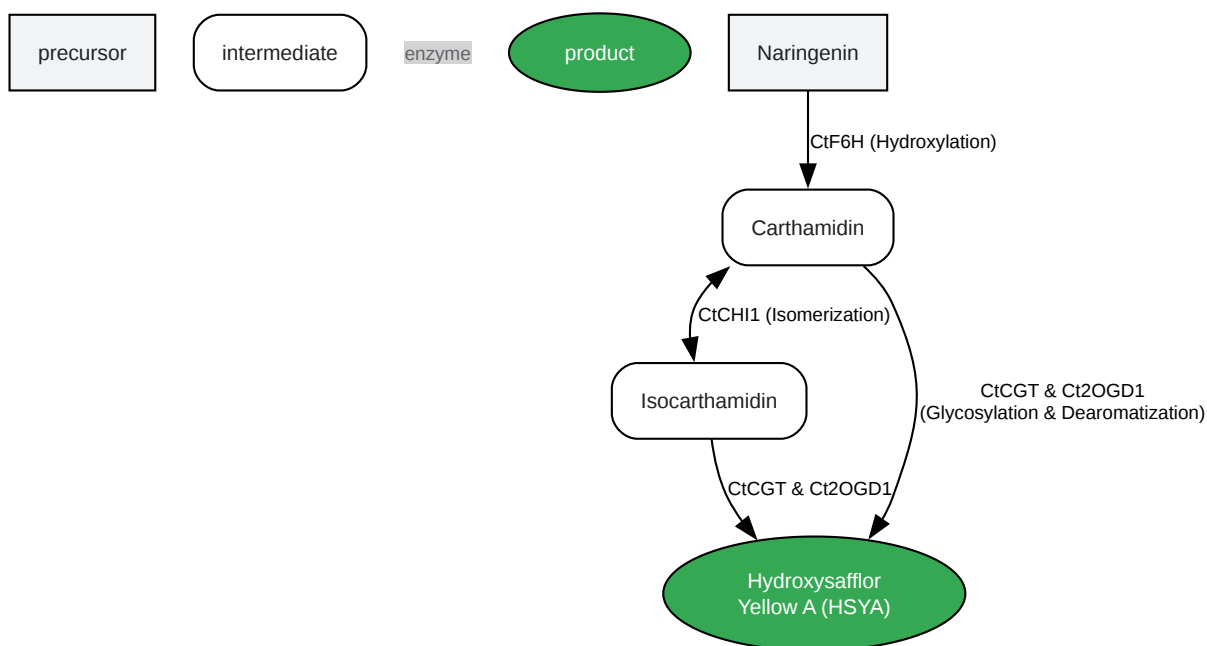 precursor
intermediate
enzyme
product
Naringenin
CtF6H (Hydroxylation)
Carthamidin
CtCHI1 (Isomerization)
Isocarthamidin
CtCGT & Ct2OGD1
(Glycosylation & Dearomatization)
CtCGT & Ct2OGD1
Hydroxysafflor
Yellow A (HSYA)